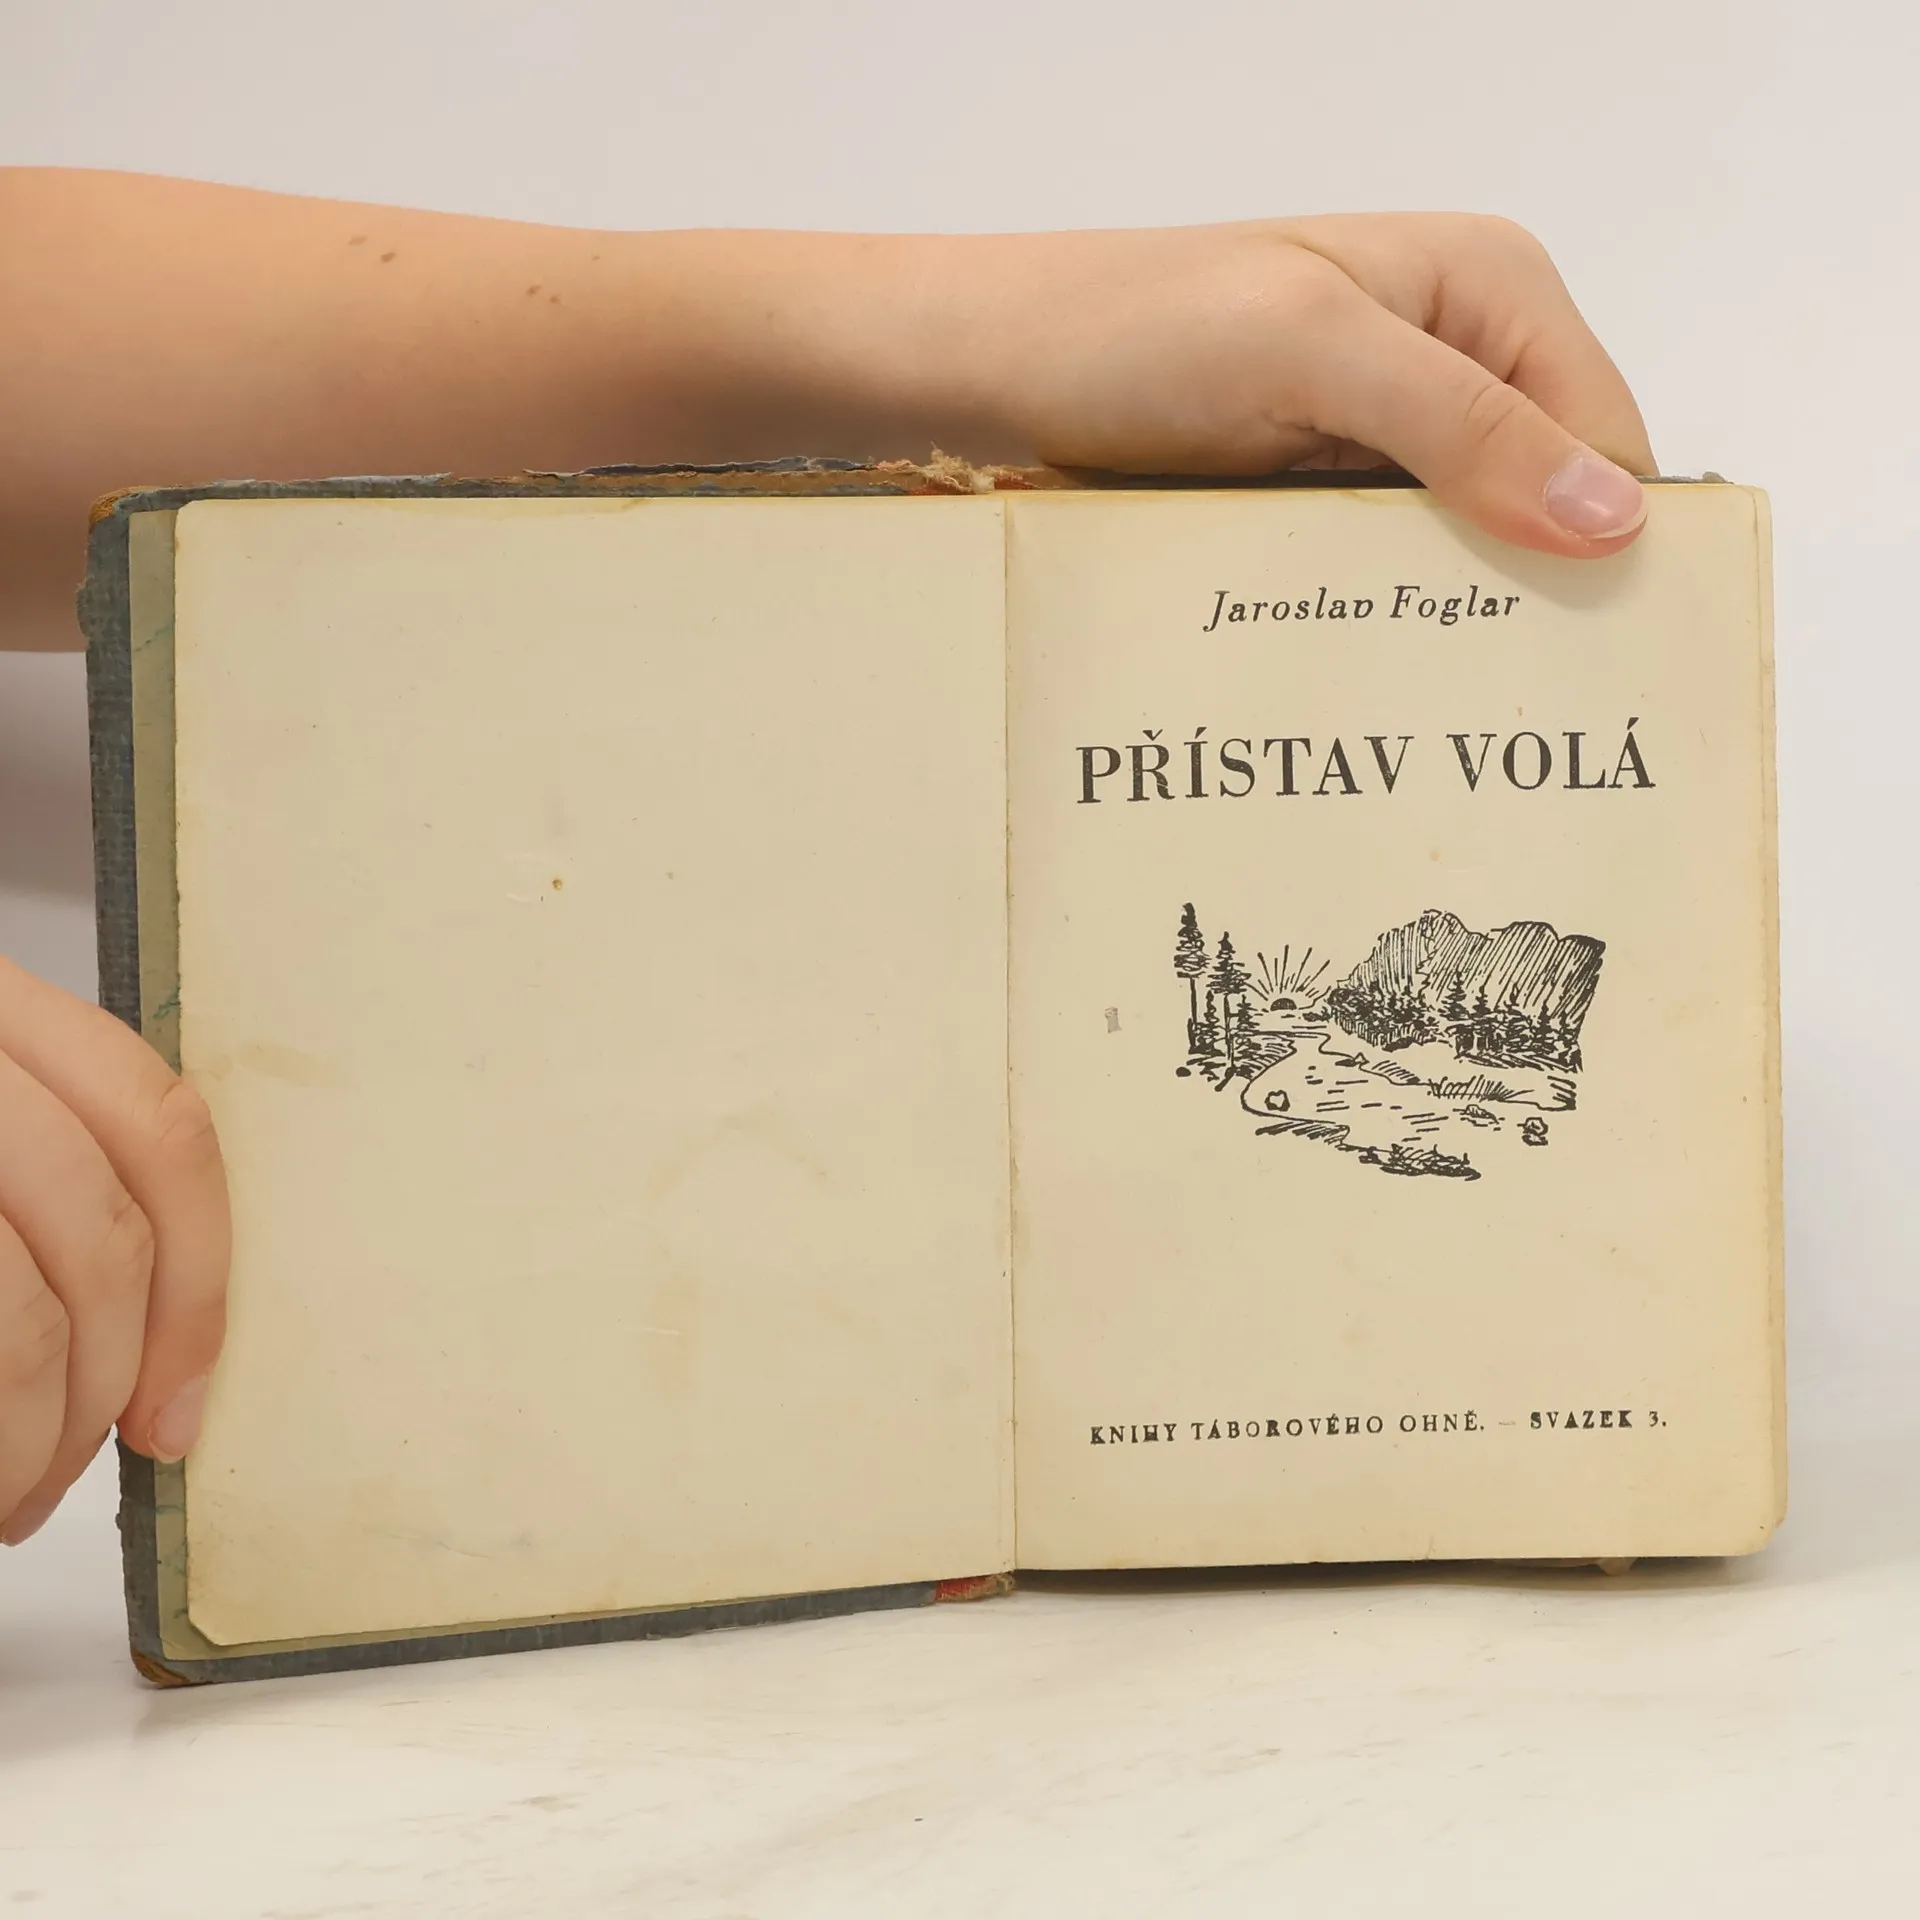 Jaroslav Foglar
PŘÍSTAV VOLÁ
KNIHY TÁBOROVÉHO OHNĚ. — SVAZEK 3.